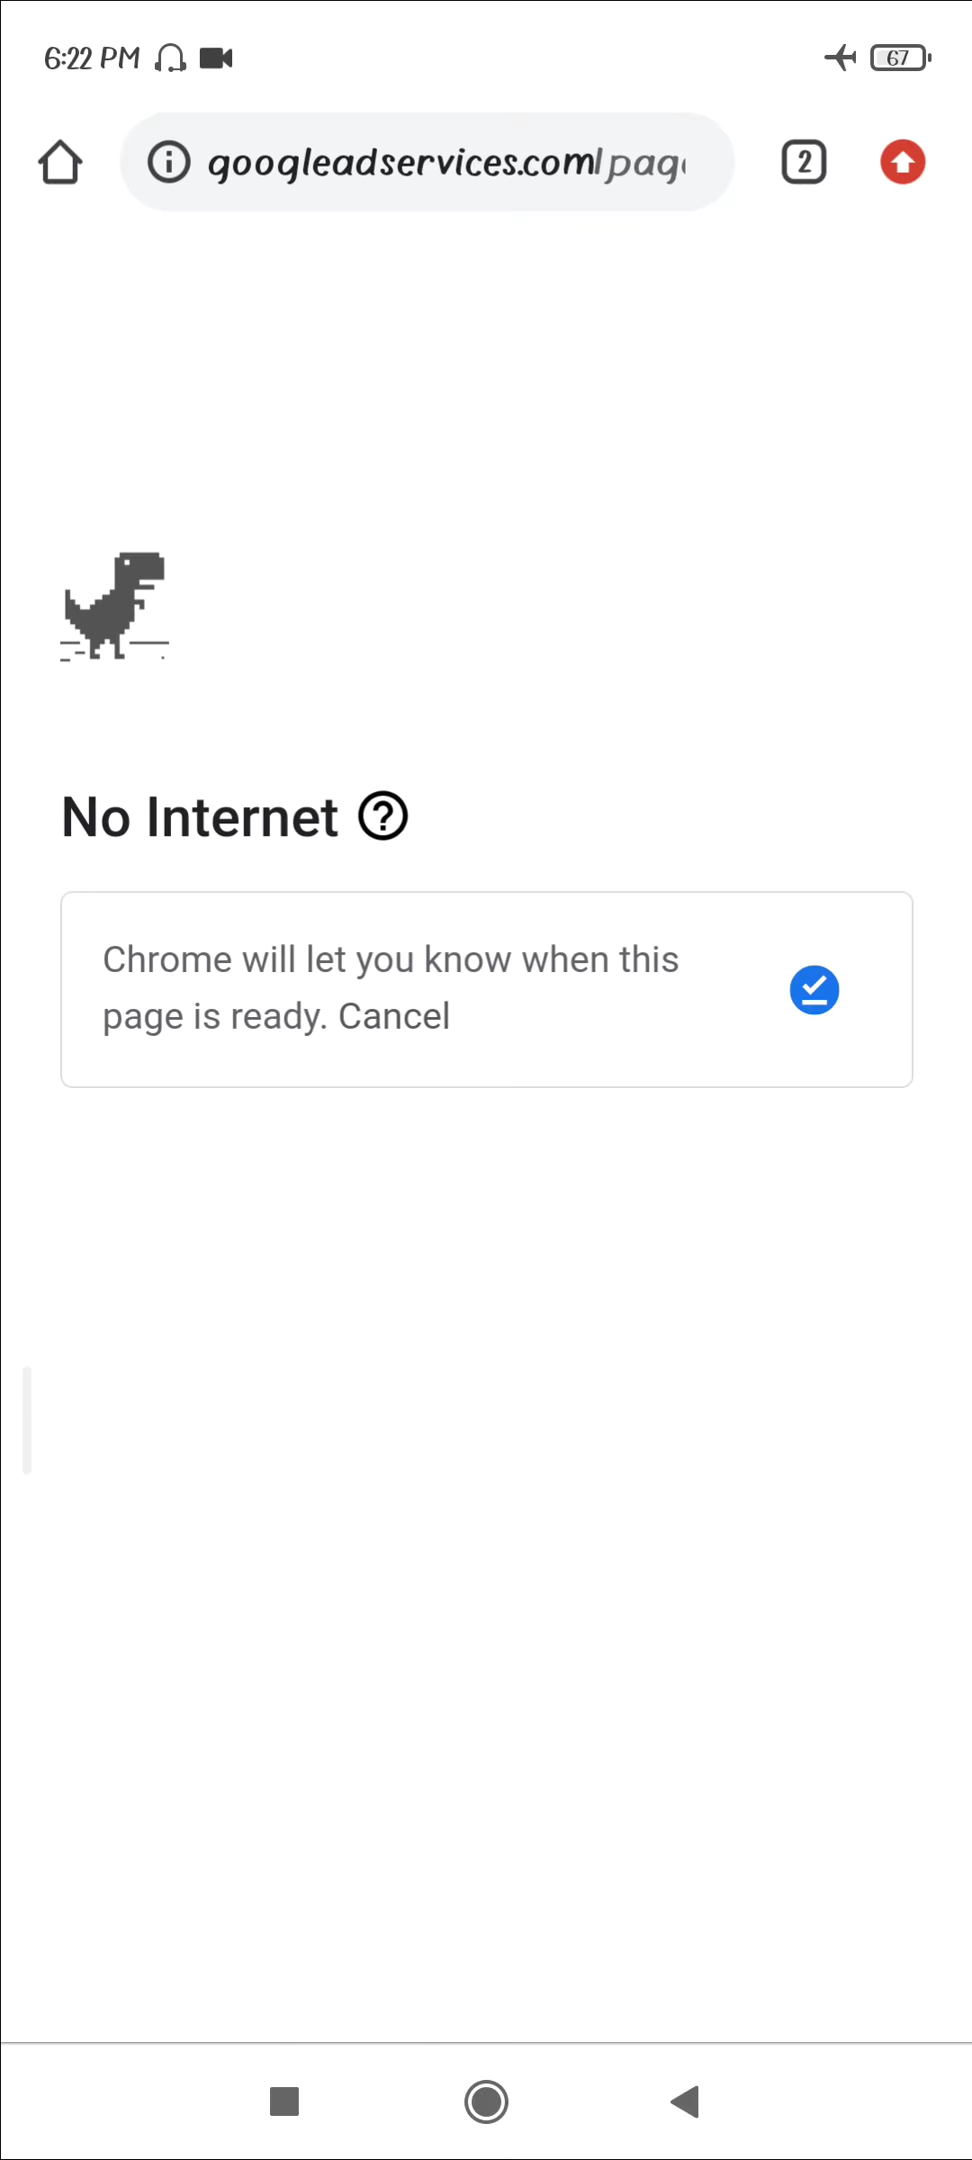 6:22 PM
67
googleadservices.com/pag
2
No Internet
Chrome will let you know when this
page is ready. Cancel